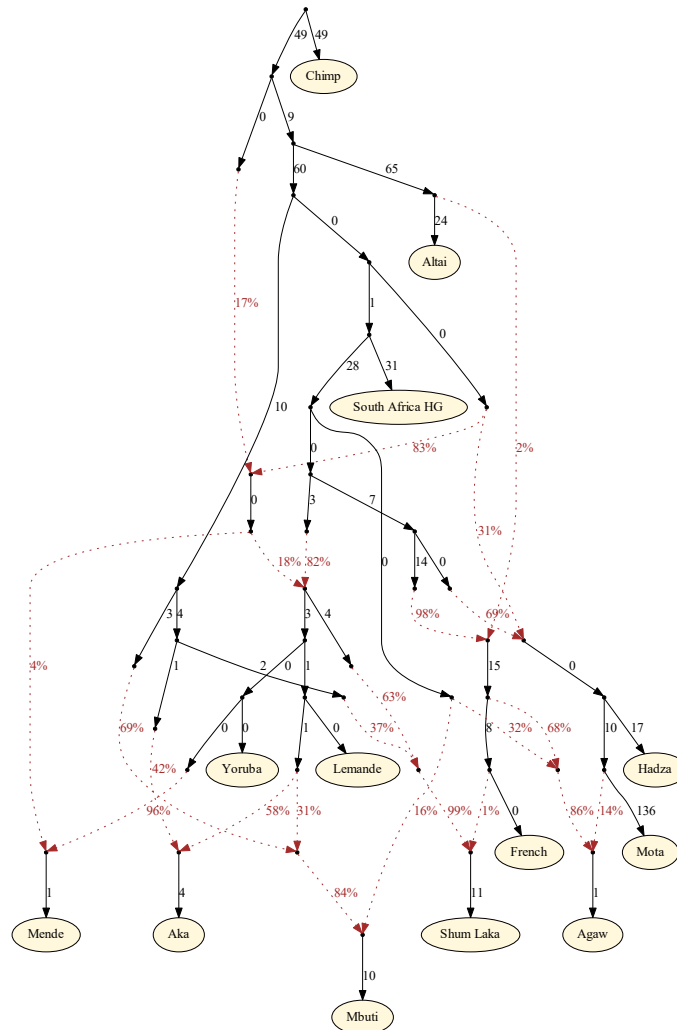 49 49
Chimp
0 9
60 65
0 24
Altai
17% 1 0
28 31
South Africa HG
10 83% 2%
0 0 3 7 31%
18% 82% 0 14 0
98% 69%
3 4 3 4
4% 1 2 0 1 15 0
69% 63% 37% 32% 68%
42% 0 0 1 0 8 10 17
Yoruba Lemande Hadza
96% 58% 31% 16% 99% 1% 86% 14% 136
0
French Mota
1 4 84% 11 1
Mende Aka Shum Laka Agaw
10
Mbuti